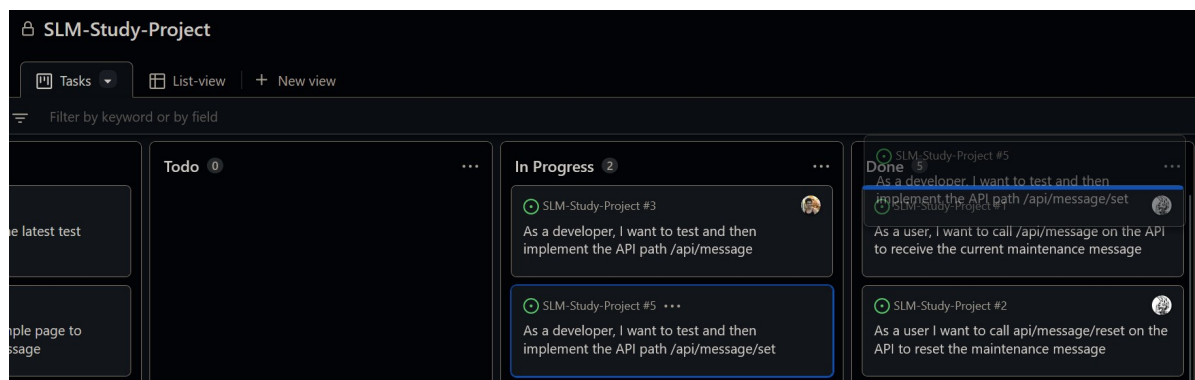 SLM-Study-Project
Tasks
List-view
New view
Filter by keyword or by field
e latest test
ple page to
ssage
Todo 0
In Progress 2
SLM-Study-Project #3
As a developer, I want to test and then
implement the API path /api/message
SLM-Study-Project #5
As a developer, I want to test and then
implement the API path /api/message/set
Done 5
SLM-Study-Project #5
As a developer, I want to test and then
implement the API path /api/message/set
SLM-Study-Project #1
As a user, I want to call /api/message on the API
to receive the current maintenance message
SLM-Study-Project #2
As a user I want to call api/message/reset on the
API to reset the maintenance message